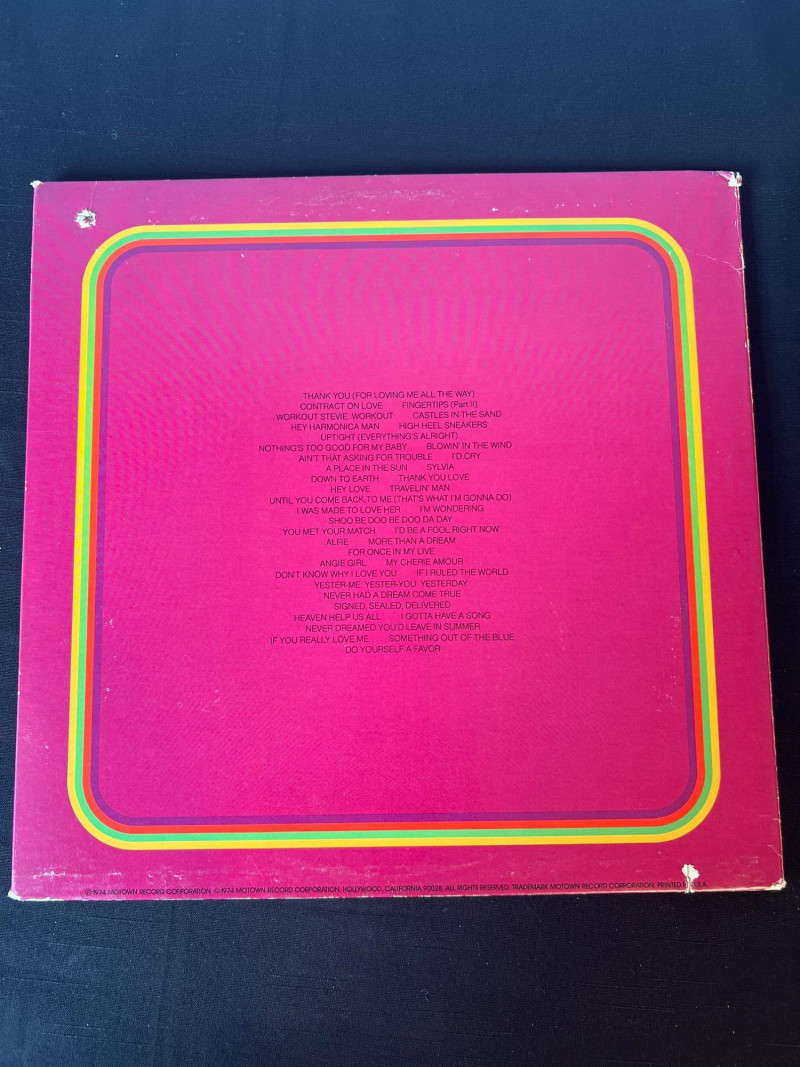 THANK YOU (FOR LOVING ME ALL THE WAY)
CONTRACT ON LOVE FINGERTIPS (Part II)
WORKOUT STEVIE, WORKOUT CASTLES IN THE SAND
HEY HARMONICA MAN HIGH HEEL SNEAKERS
UPTIGHT (EVERYTHING'S ALRIGHT)
NOTHING'S TOO GOOD FOR MY BABY BLOWIN' IN THE WIND
AIN'T THAT ASKING FOR TROUBLE I'D CRY
A PLACE IN THE SUN SYLVIA
DOWN TO EARTH THANK YOU LOVE
HEY LOVE TRAVELIN' MAN
UNTIL YOU COME BACK TO ME (THAT'S WHAT I'M GONNA DO)
I WAS MADE TO LOVE HER I'M WONDERING
SHOO BE DOO BE DOO DA DAY
YOU MET YOUR MATCH I'D BE A FOOL RIGHT NOW
ALFIE MORE THAN A DREAM
FOR ONCE IN MY LIVE
ANGIE GIRL MY CHERIE AMOUR
DON'T KNOW WHY I LOVE YOU IF I RULED THE WORLD
YESTER-ME, YESTER-YOU YESTERDAY
NEVER HAD A DREAM COME TRUE
SIGNED, SEALED, DELIVERED
HEAVEN HELP US ALL I GOTTA HAVE A SONG
NEVER DREAMED YOU'D LEAVE IN SUMMER
IF YOU REALLY LOVE ME SOMETHING OUT OF THE BLUE
DO YOURSELF A FAVOR
℗ 1974 MOTOWN RECORD CORPORATION © 1974 MOTOWN RECORD CORPORATION, HOLLYWOOD, CALIFORNIA 90028. ALL RIGHTS RESERVED. TRADEMARK MOTOWN RECORD CORPORATION. PRINTED U.S.A.